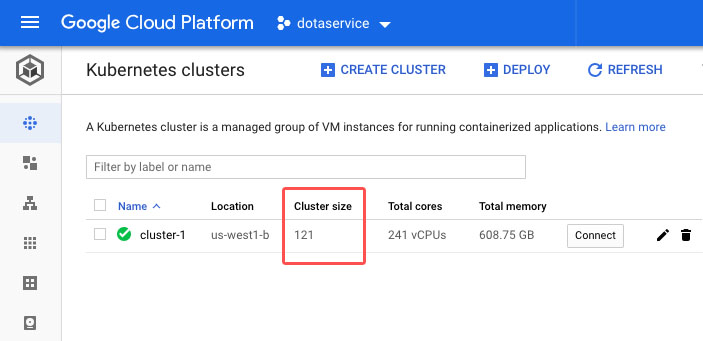 Google Cloud Platform dotaservice
Kubernetes clusters CREATE CLUSTER DEPLOY REFRESH
A Kubernetes cluster is a managed group of VM instances for running containerized applications. Learn more
Filter by label or name
Name Location Cluster size Total cores Total memory
cluster-1 us-west1-b 121 241 vCPUs 608.75 GB Connect